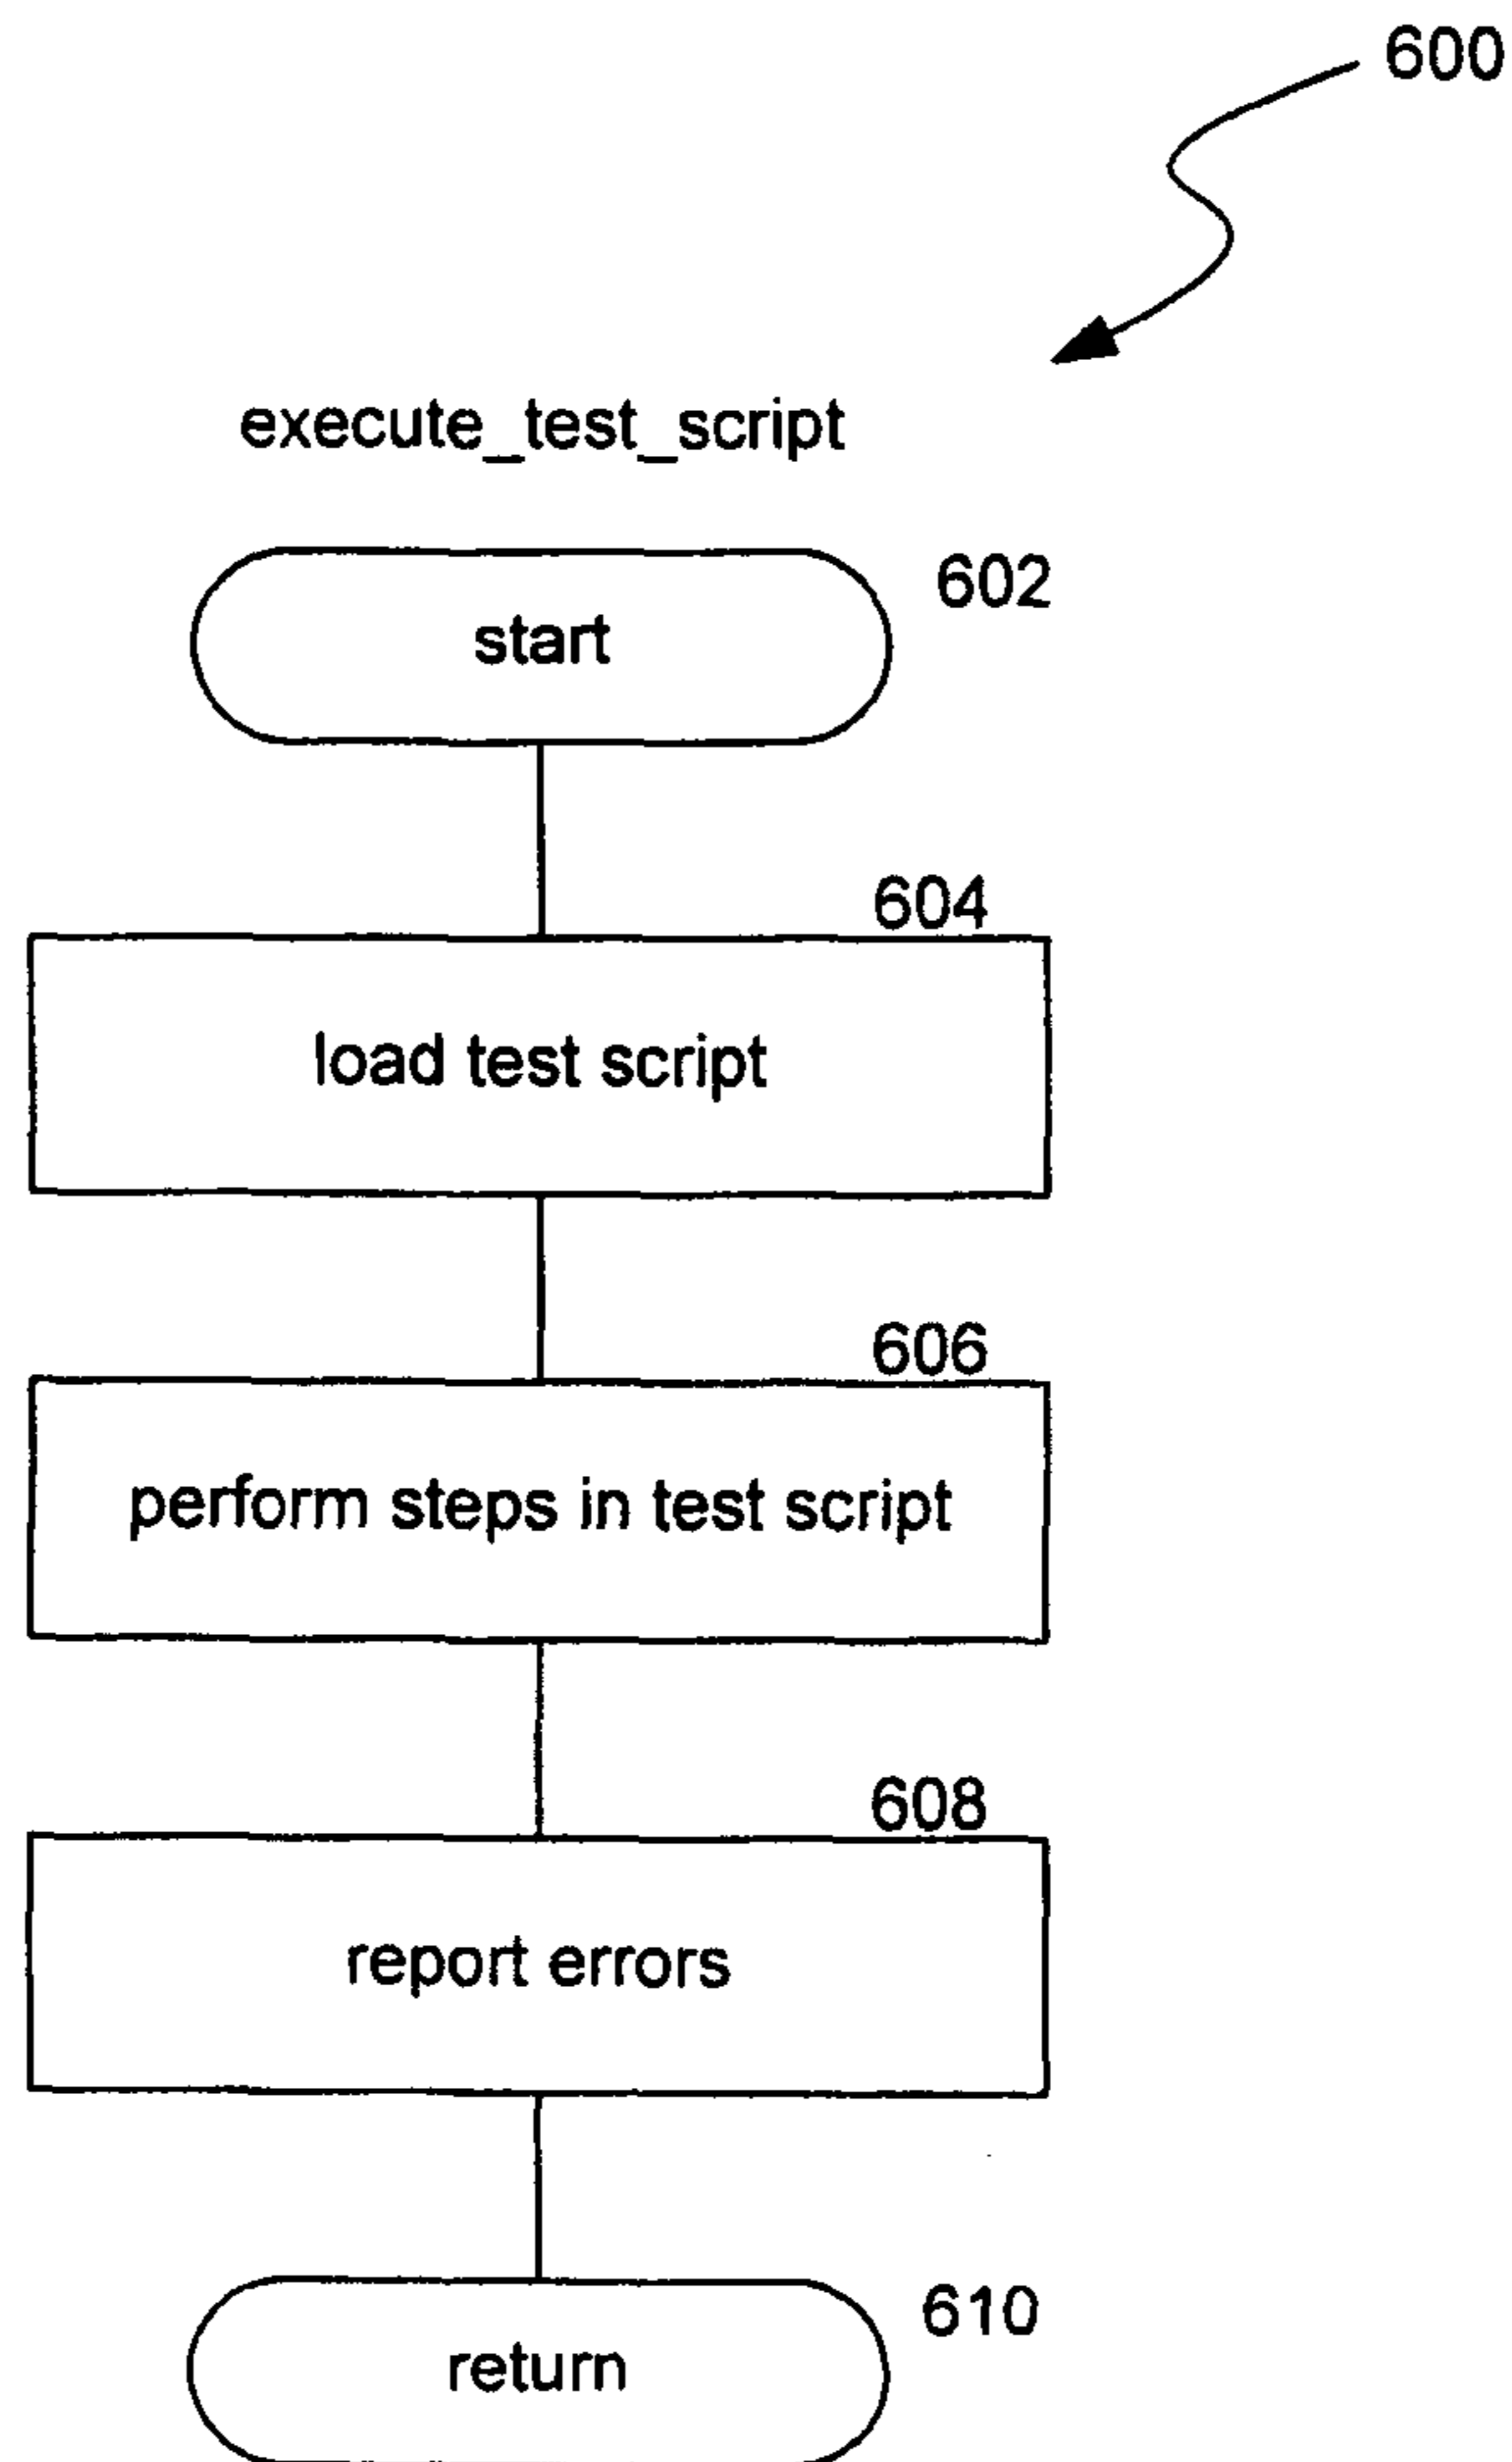 600
execute_test_script
602
start
604
load test script
606
perform steps in test script
608
report errors
610
return